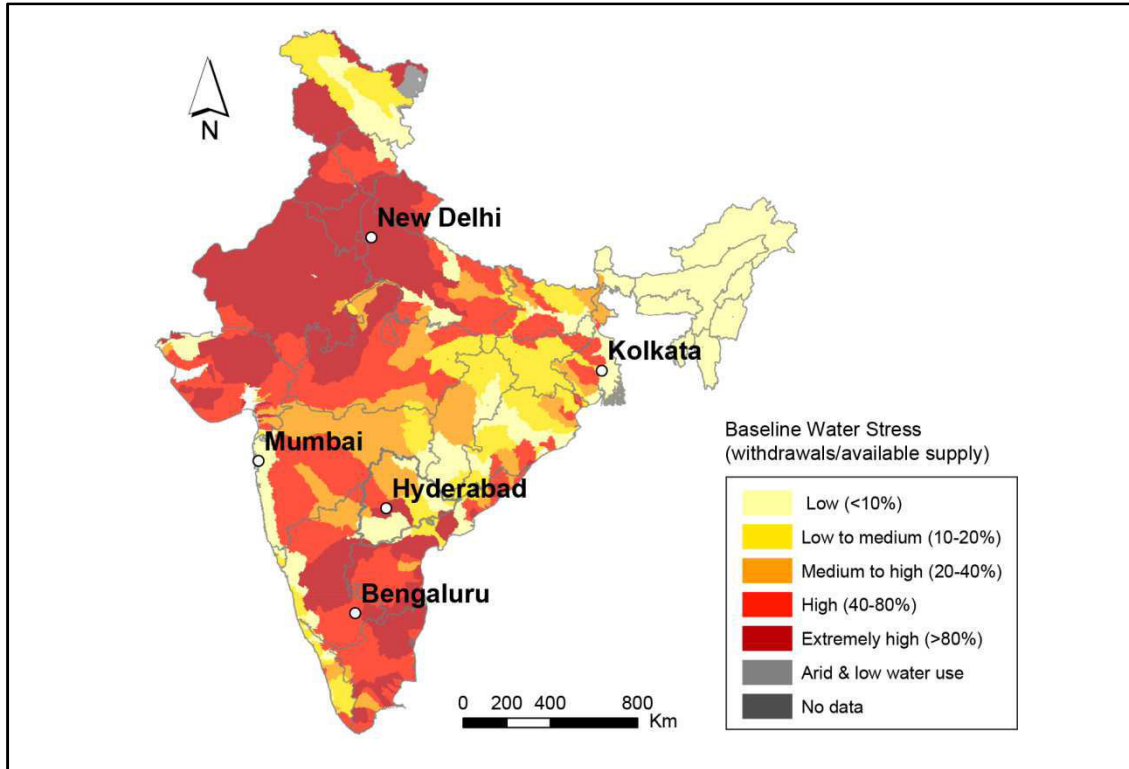 N
New Delhi
Kolkata
Mumbai
Hyderabad
Bengaluru
0 200 400 800
Km
Baseline Water Stress
(withdrawals/available supply)
Low (<10%)
Low to medium (10-20%)
Medium to high (20-40%)
High (40-80%)
Extremely high (>80%)
Arid & low water use
No data